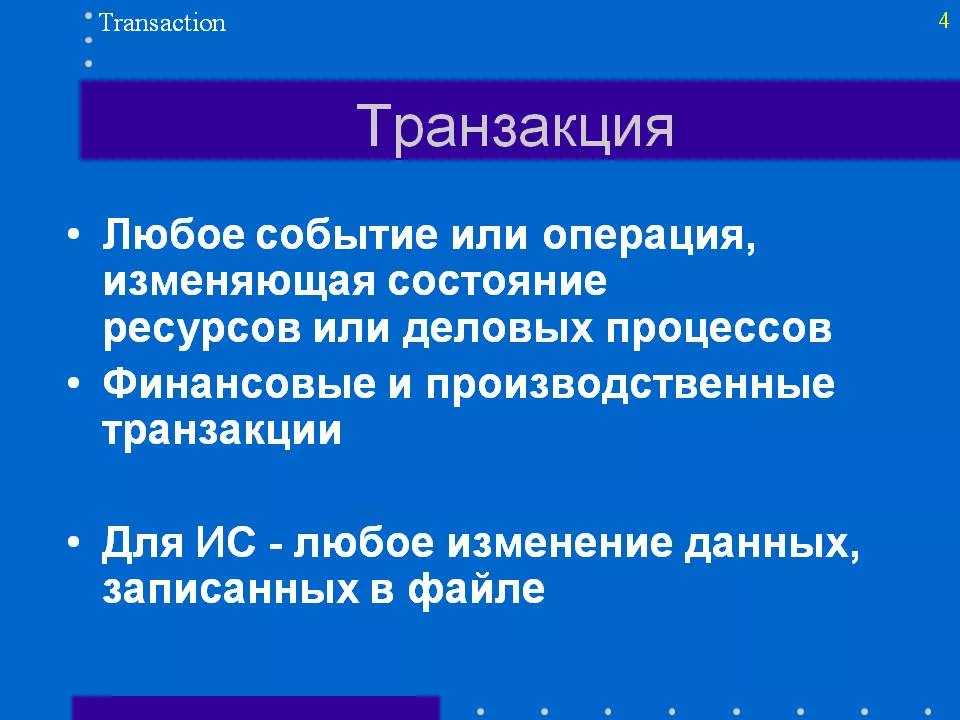 Transaction
4
Транзакция
• Любое событие или операция,
изменяющая состояние
ресурсов или деловых процессов
• Финансовые и производственные
транзакции
• Для ИС - любое изменение данных,
записанных в файле